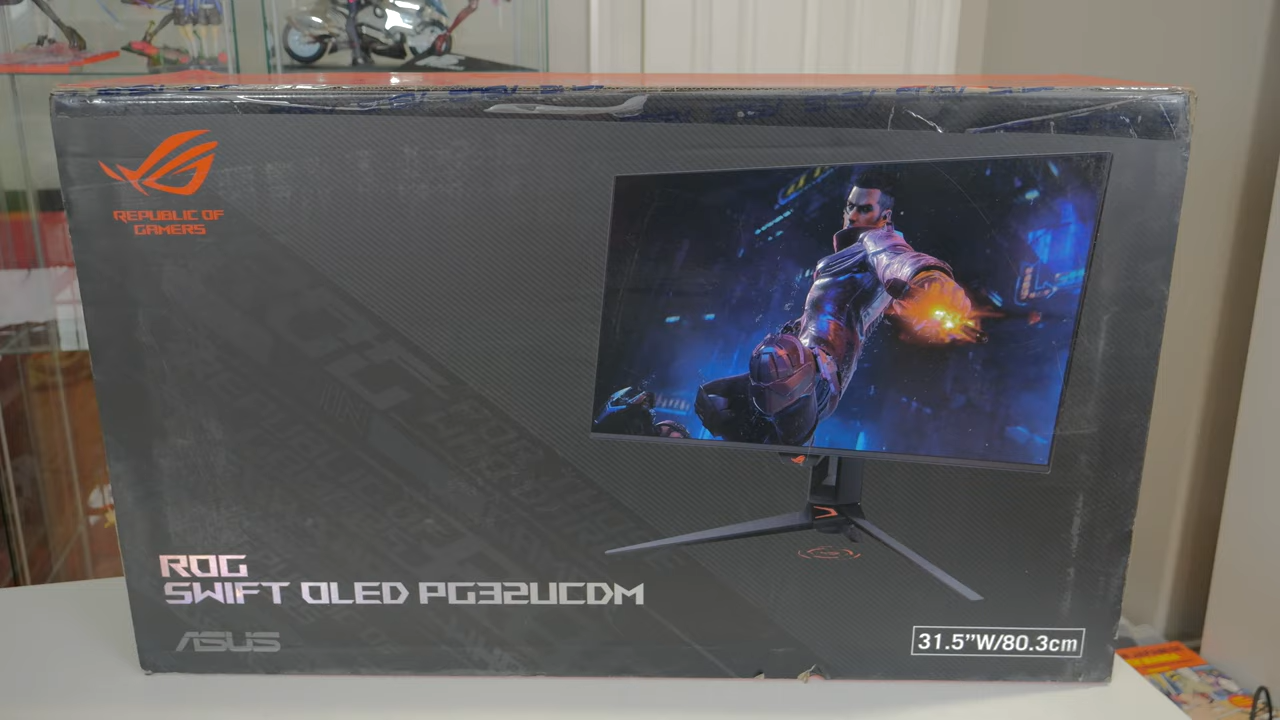 REPUBLIC OF
GAMERS
ROG
SWIFT OLED PG32UCDM
ASUS
31.5”W/80.3cm